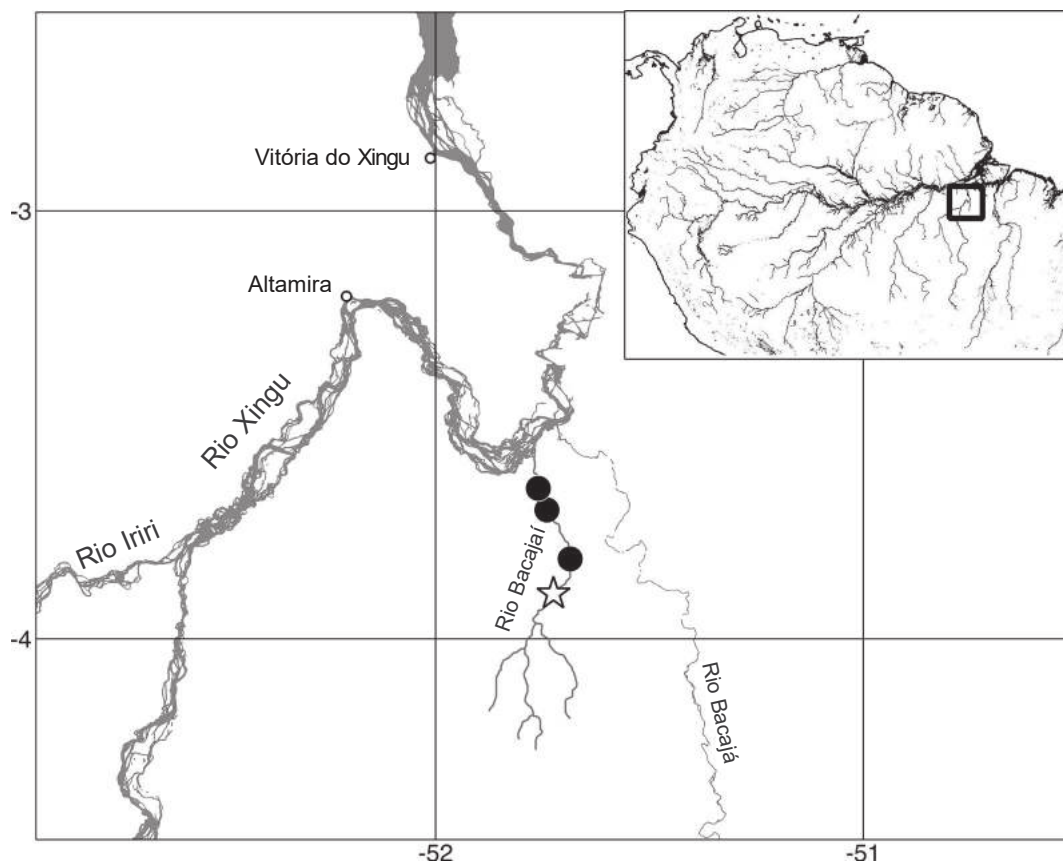 Vitória do Xingu
-3
Altamira
Rio Xingu
Rio Iriri
Rio Bacajaí
-4
Rio Bacajá
-52
-51